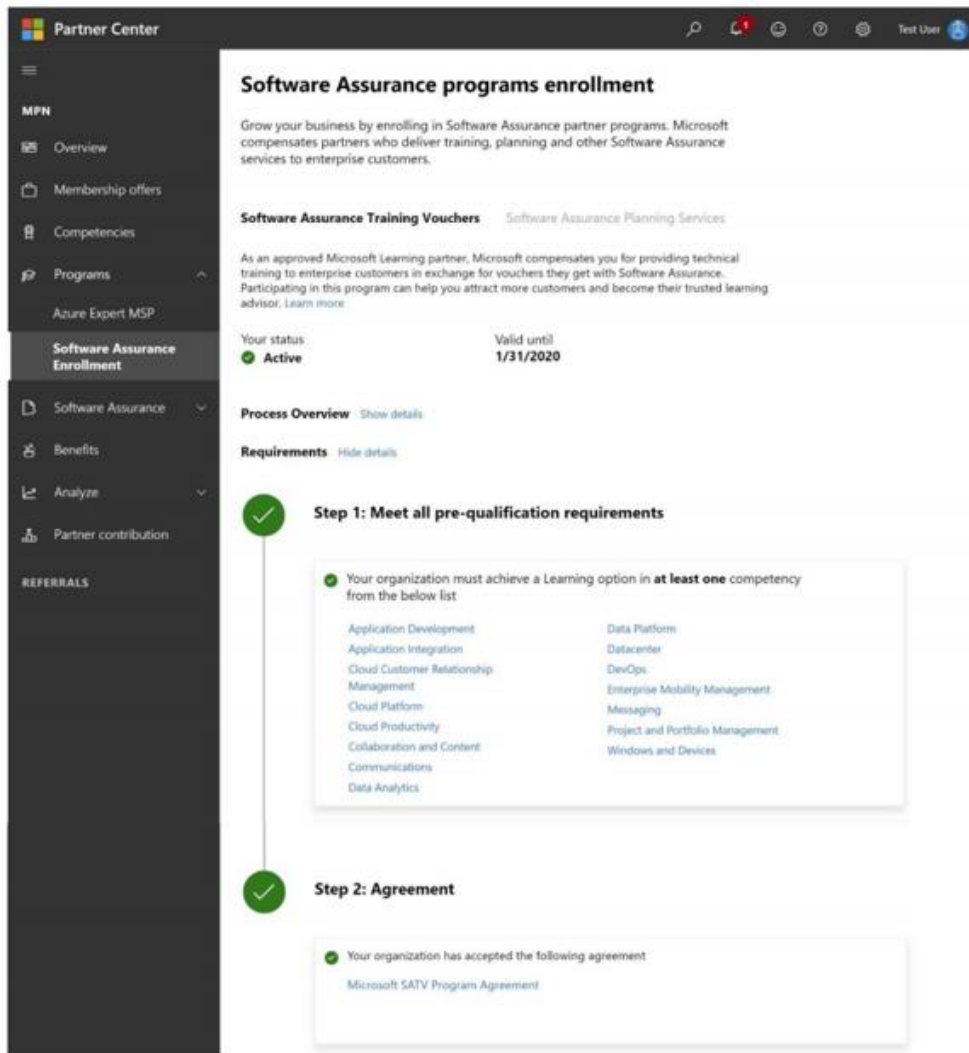 Partner Center
1
Test User
MPN
Overview
Membership offers
Competencies
Programs
Azure Expert MSP
Software Assurance
Enrollment
Software Assurance
Benefits
Analyze
Partner contribution
REFERRALS
Software Assurance programs enrollment
Grow your business by enrolling in Software Assurance partner programs. Microsoft
compensates partners who deliver training, planning and other Software Assurance
services to enterprise customers.
Software Assurance Training Vouchers Software Assurance Planning Services
As an approved Microsoft Learning partner, Microsoft compensates you for providing technical
training to enterprise customers in exchange for vouchers they get with Software Assurance.
Participating in this program can help you attract more customers and become their trusted learning
advisor. Learn more
Your status
Active
Valid until
1/31/2020
Process Overview Show details
Requirements Hide details
Step 1: Meet all pre-qualification requirements
Your organization must achieve a Learning option in at least one competency
from the below list
Application Development
Application Integration
Cloud Customer Relationship
Management
Cloud Platform
Cloud Productivity
Collaboration and Content
Communications
Data Analytics
Data Platform
Datacenter
DevOps
Enterprise Mobility Management
Messaging
Project and Portfolio Management
Windows and Devices
Step 2: Agreement
Your organization has accepted the following agreement
Microsoft SATV Program Agreement